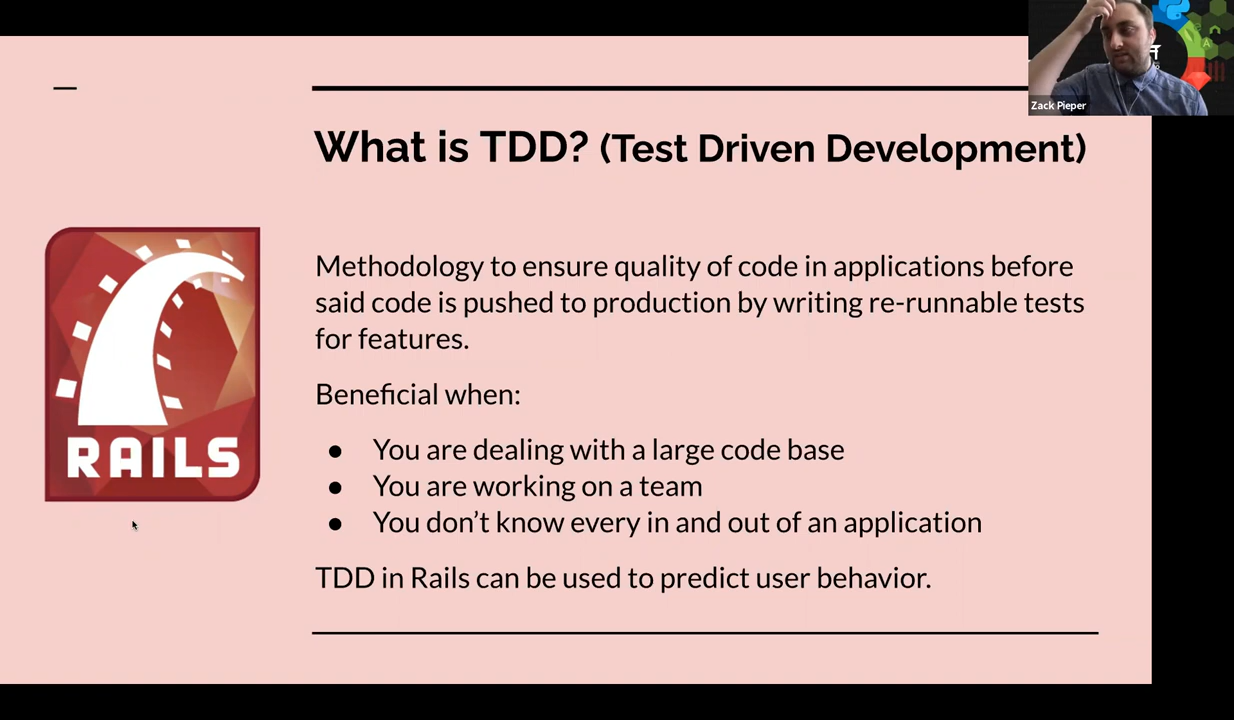 What is TDD? (Test Driven Development)
Methodology to ensure quality of code in applications before
said code is pushed to production by writing re-runnable tests
for features.
Beneficial when:
● You are dealing with a large code base
● You are working on a team
● You don’t know every in and out of an application
TDD in Rails can be used to predict user behavior.
RAILS
Zack Pieper